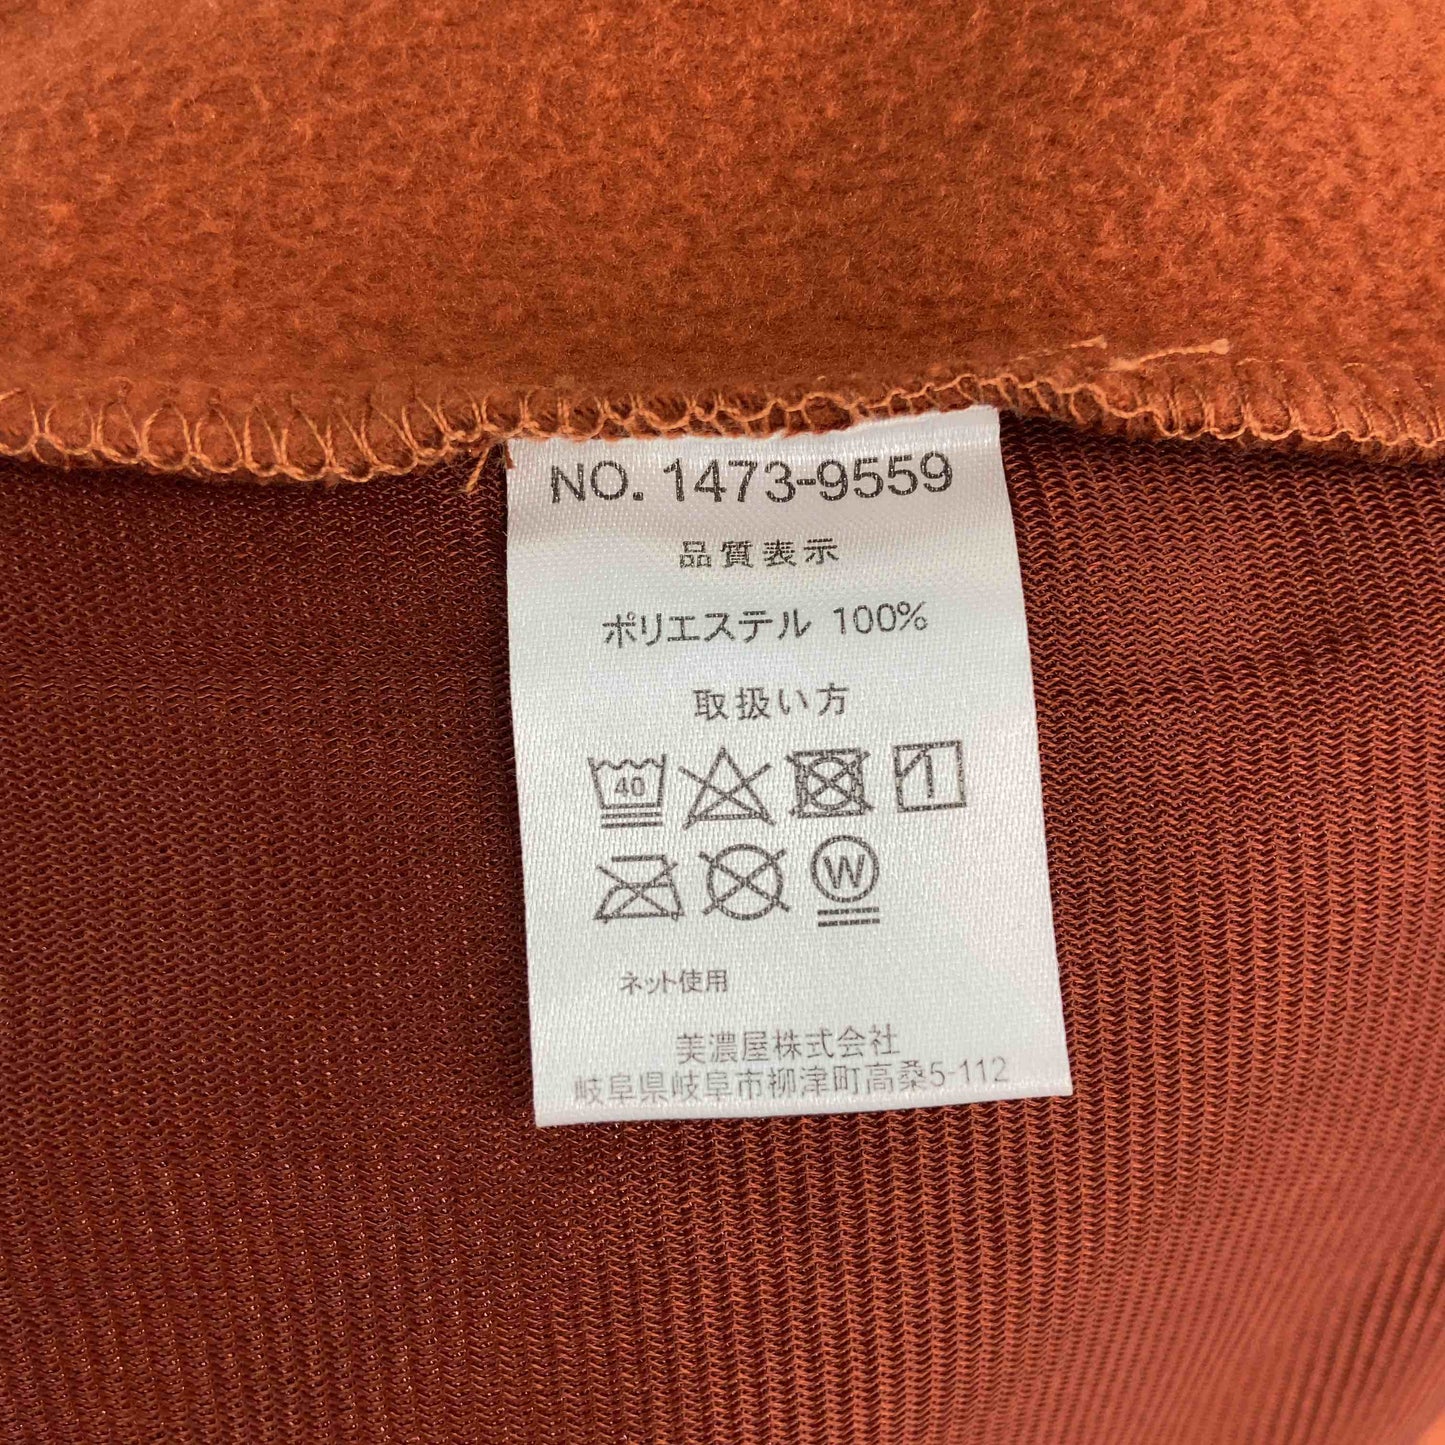 NO. 1473-9559
品質表示
ポリエステル 100%
取扱い方
40
W
ネット使用
美濃屋株式会社
岐阜県岐阜市柳津町高桑5-112